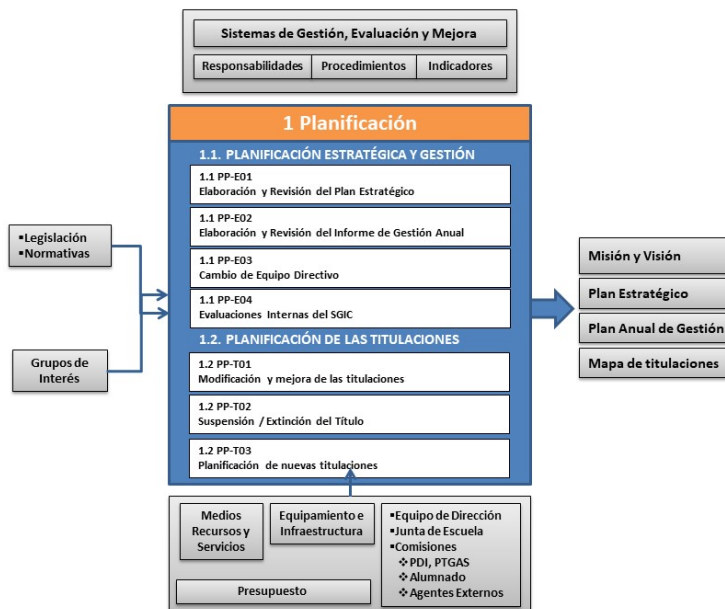 Sistemas de Gestión, Evaluación y Mejora
Responsabilidades Procedimientos Indicadores
1 Planificación
1.1. PLANIFICACIÓN ESTRATÉGICA Y GESTIÓN
1.1 PP-E01
Elaboración y Revisión del Plan Estratégico
1.1 PP-E02
Elaboración y Revisión del Informe de Gestión Anual
1.1 PP-E03
Cambio de Equipo Directivo
1.1 PP-E04
Evaluaciones Internas del SGIC
1.2. PLANIFICACIÓN DE LAS TITULACIONES
1.2 PP-T01
Modificación y mejora de las titulaciones
1.2 PP-T02
Suspensión /Extinción del Título
1.2 PP-T03
Planificación de nuevas titulaciones
▪Legislación
▪Normativas
Grupos de
Interés
Misión y Visión
Plan Estratégico
Plan Anual de Gestión
Mapa de titulaciones
Medios
Recursos y
Servicios
Equipamiento e
Infraestructura
Presupuesto
▪Equipo de Dirección
▪Junta de Escuela
▪Comisiones
❖PDI, PTGAS
❖Alumnado
❖Agentes Externos